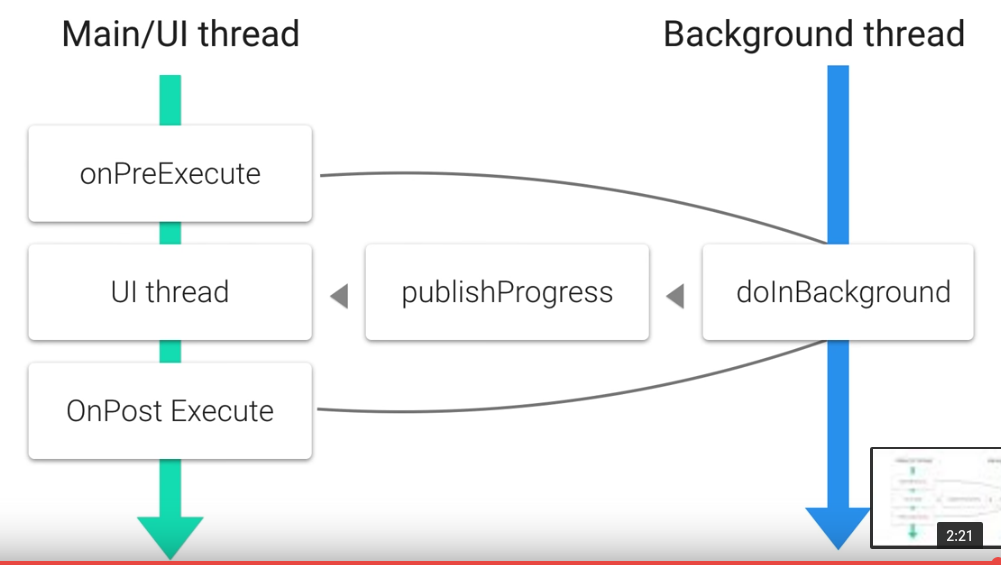 Main/UI thread
Background thread
onPreExecute
UI thread
publishProgress
doInBackground
OnPost Execute
2:21